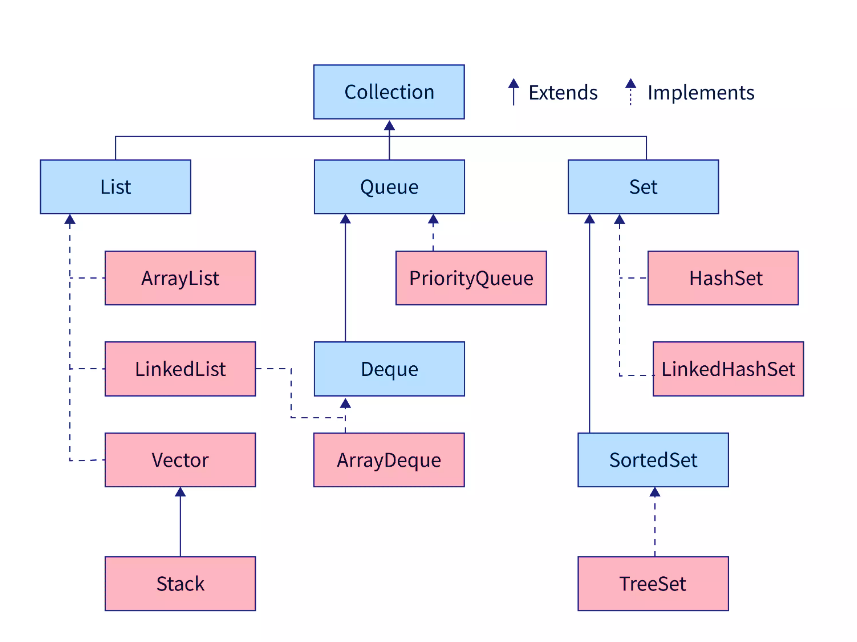 Collection
Extends
Implements
List
Queue
Set
ArrayList
PriorityQueue
HashSet
LinkedList
Deque
LinkedHashSet
Vector
ArrayDeque
SortedSet
Stack
TreeSet